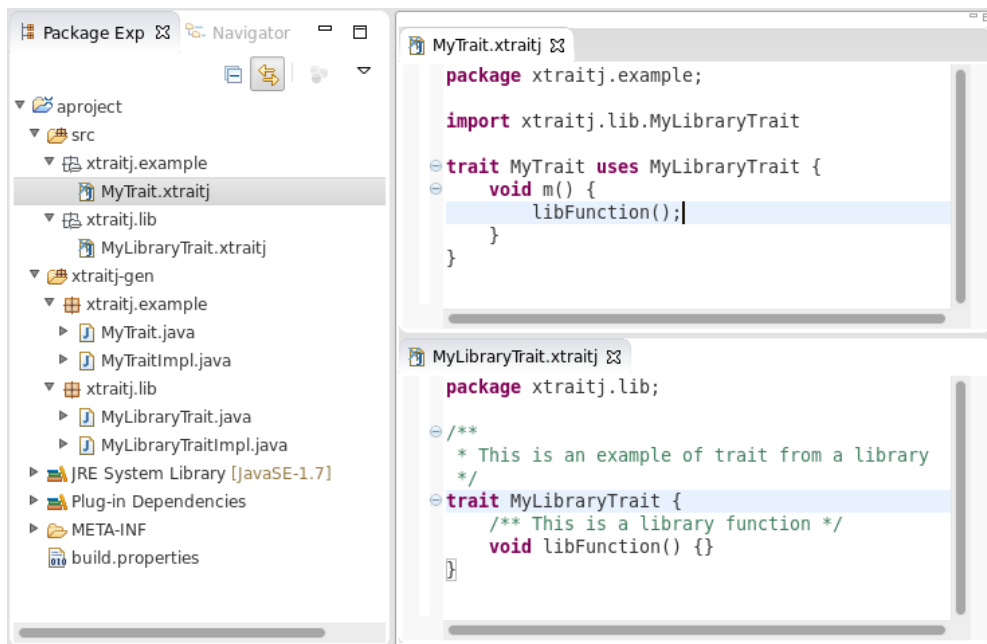 Package Exp
Navigator
aproject
src
xtraitj.example
MyTrait.xtraitj
xtraitj.lib
MyLibraryTrait.xtraitj
xtraitj-gen
xtraitj.example
MyTrait.java
MyTraitImpl.java
xtraitj.lib
MyLibraryTrait.java
MyLibraryTraitImpl.java
JRE System Library [JavaSE-1.7]
Plug-in Dependencies
META-INF
build.properties
MyTrait.xtraitj
package xtraitj.example;
import xtraitj.lib.MyLibraryTrait
trait MyTrait uses MyLibraryTrait {
void m() {
libFunction();
}
}
MyLibraryTrait.xtraitj
package xtraitj.lib;
/**
* This is an example of trait from a library
*/
trait MyLibraryTrait {
/** This is a library function */
void libFunction() {}
}